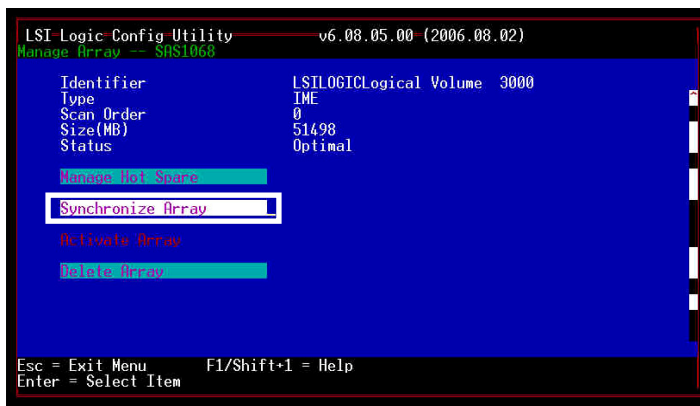 LSI Logic Config Utility v6.08.05.00 (2006.08.02)
Manage Array -- SAS1068
Identifier LSILOGICLogical Volume 3000
Type IME
Scan Order 0
Size(MB) 51498
Status Optimal
Manage Hot Spare
Synchronize Array
Activate Array
Delete Array
Esc = Exit Menu F1/Shift+1 = Help
Enter = Select Item